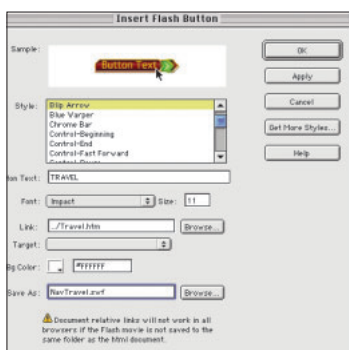 Insert Flash Button
Sample:
Button Text
OK
Apply
Style:
Blip Arrow
Blue Warper
Chrome Bar
Control-Beginning
Control-End
Control-Fast Forward
Cancel
Get More Styles...
Help
on Text: TRAVEL
Font: Impact Size: 11
Link: ../Travel.htm Browse...
Target:
Bg Color: #FFFFFF
Save As: NavTravel.swf Browse...
Document relative links will not work in all
browsers if the Flash movie is not saved to the
same folder as the html document.